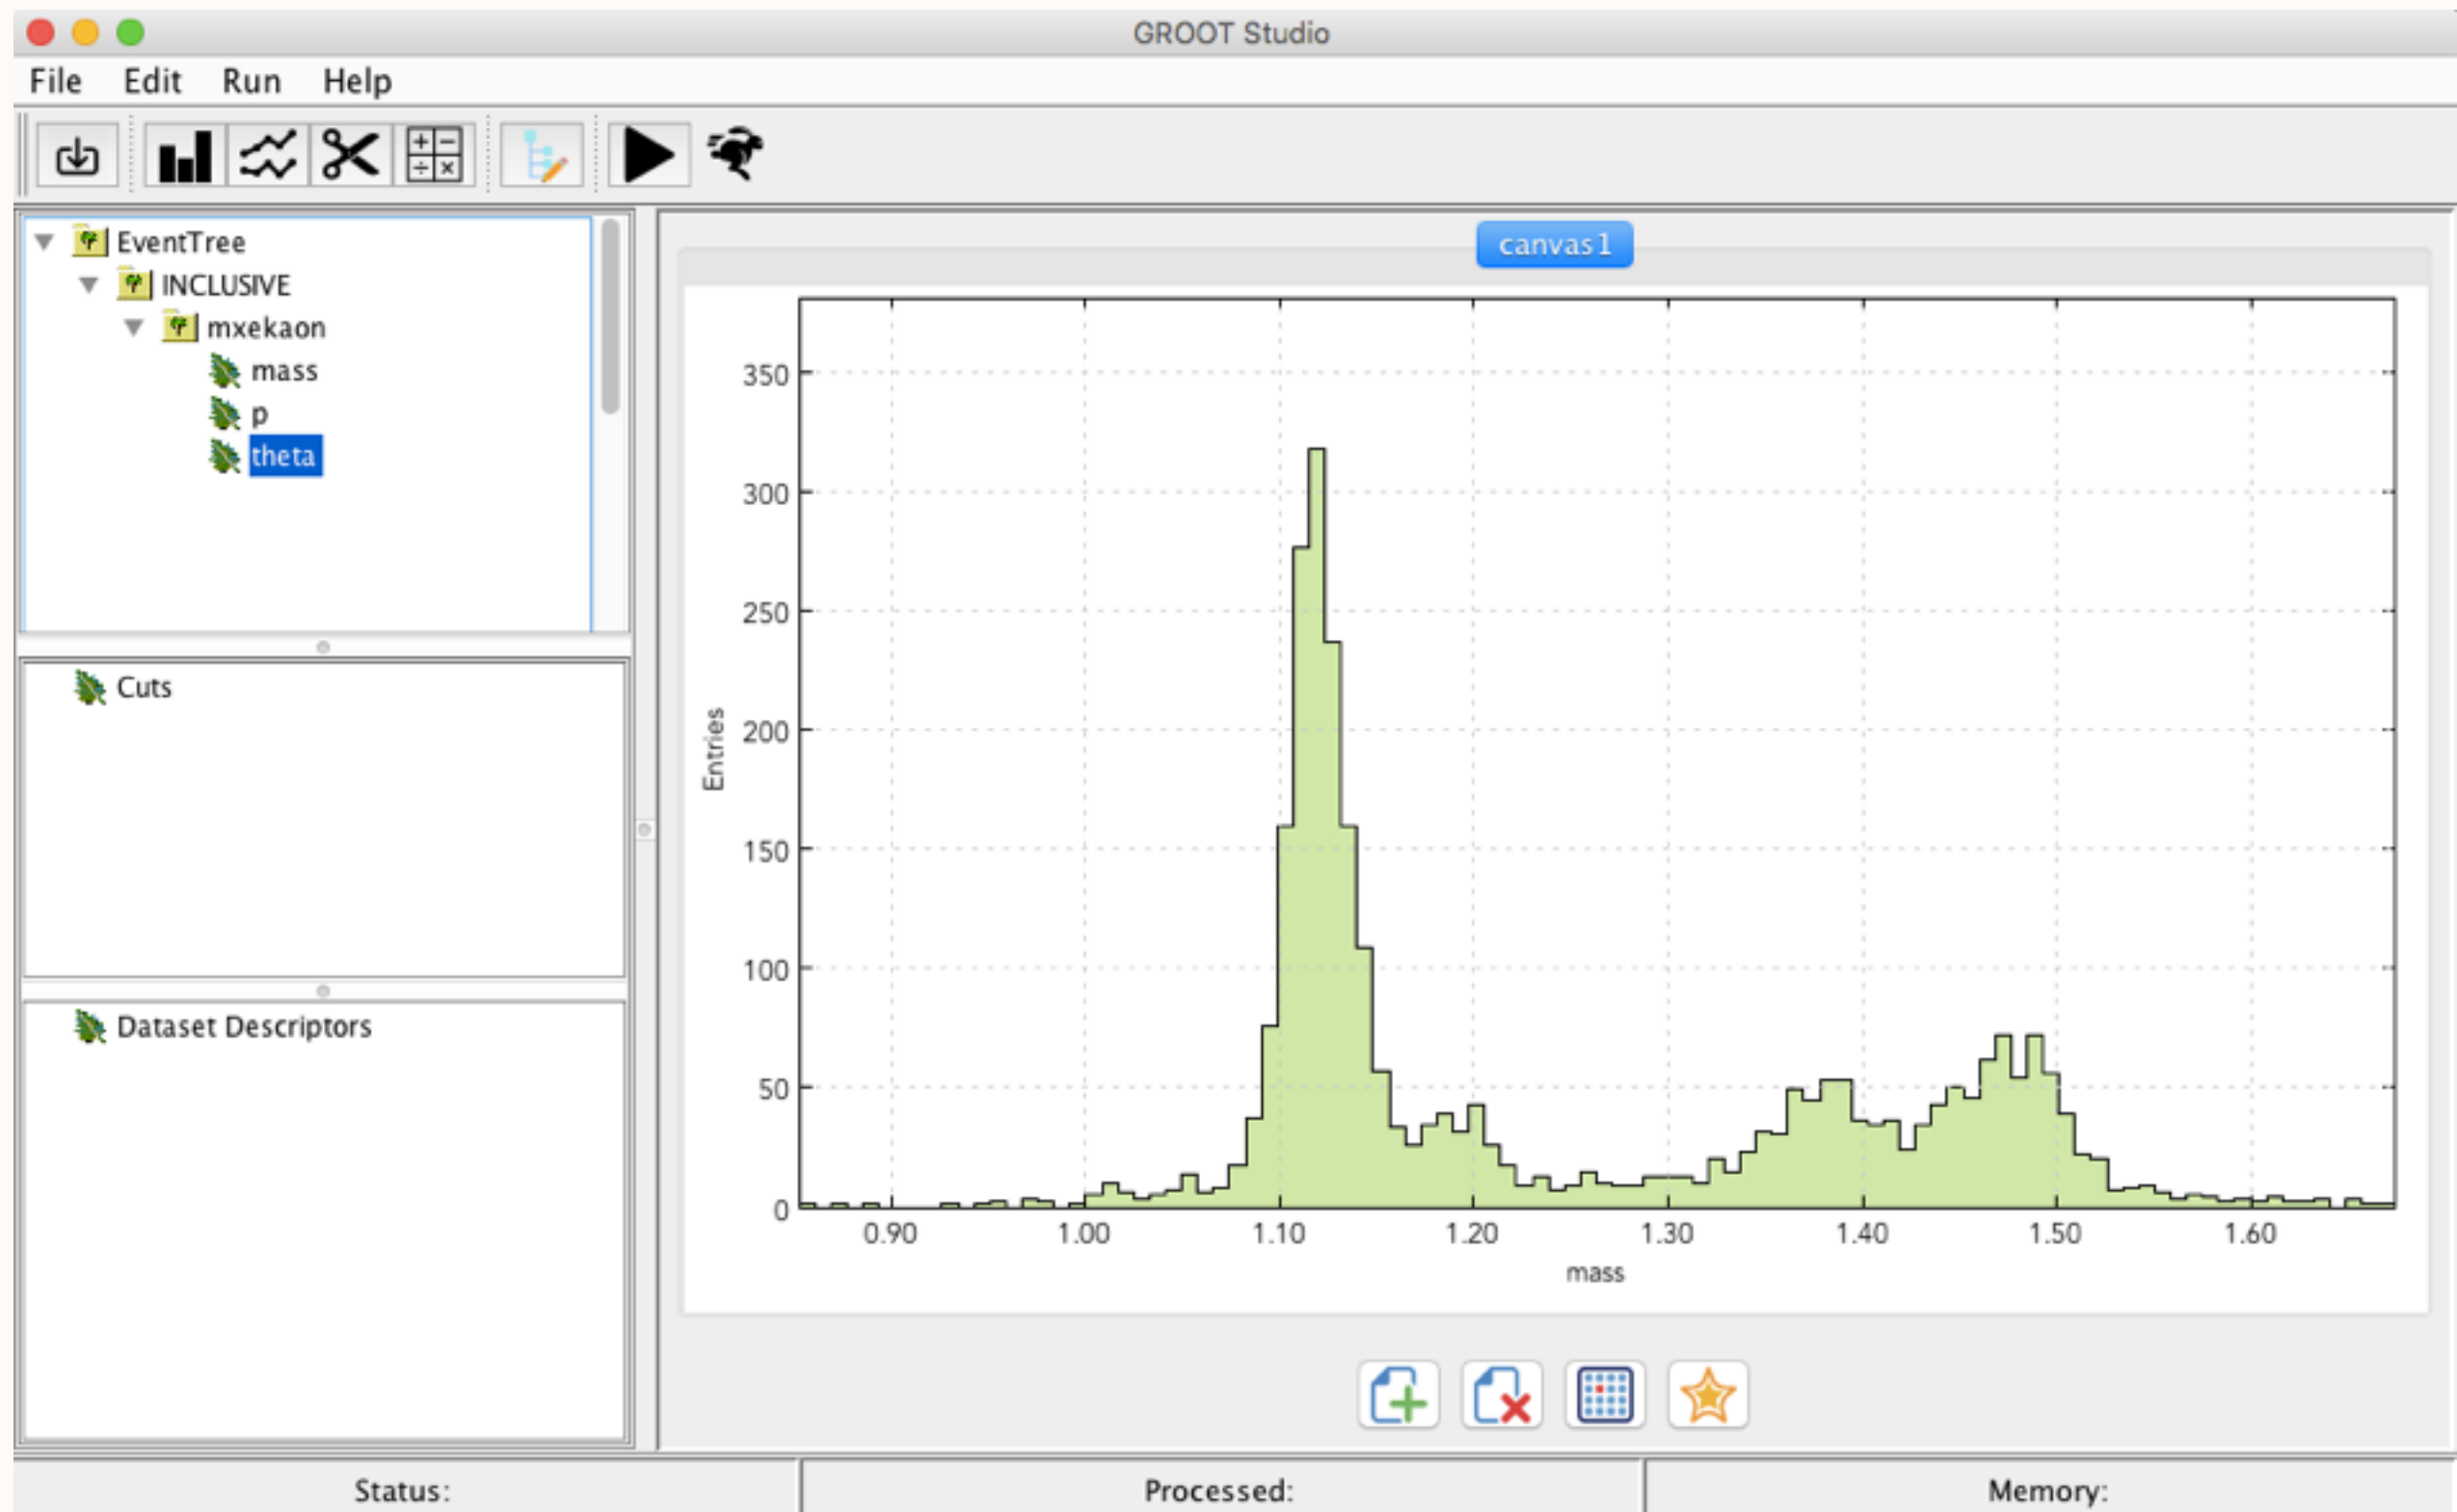 GROOT Studio
File Edit Run Help
EventTree
INCLUSIVE
mxekaon
mass
p
theta
Cuts
Dataset Descriptors
canvas1
350
300
250
200
150
100
50
0
Entries
0.90 1.00 1.10 1.20 1.30 1.40 1.50 1.60
mass
Status: Processed: Memory: